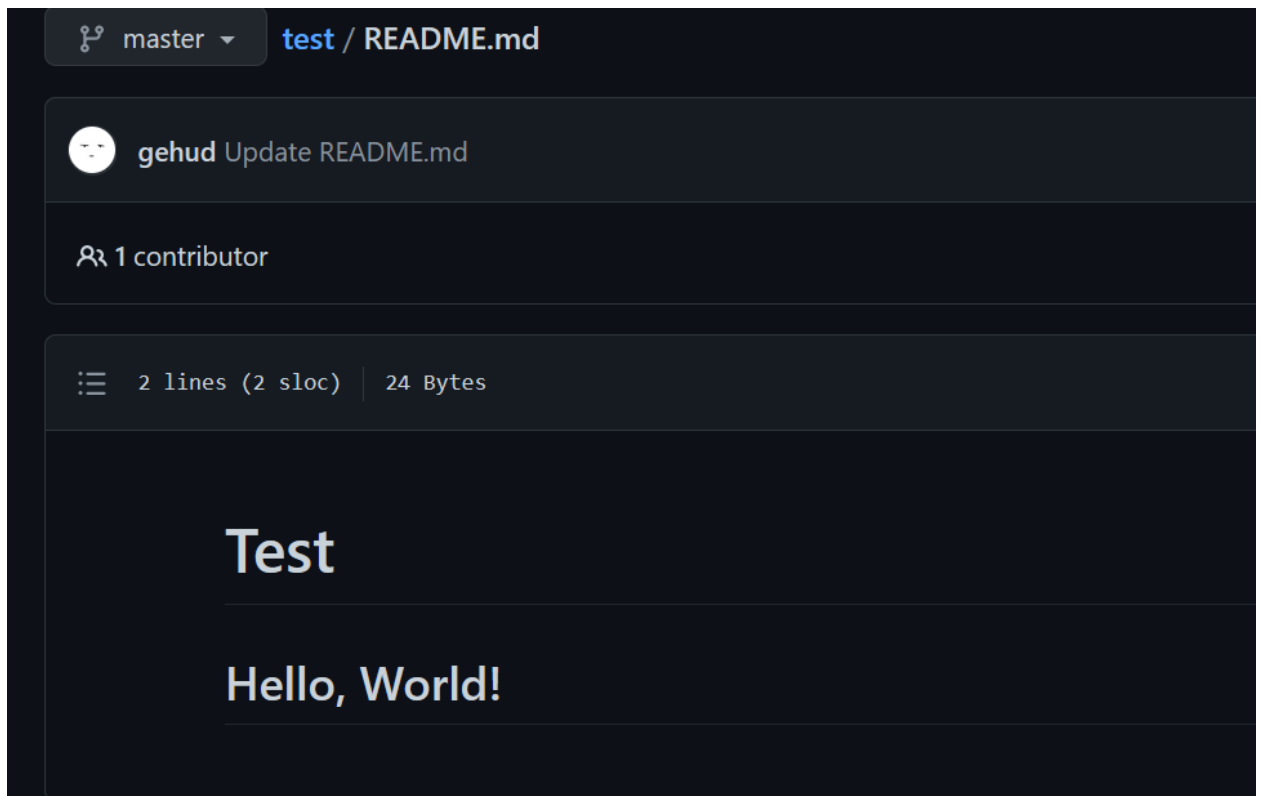 master test / README.md
gehud Update README.md
1 contributor
2 lines (2 sloc) 24 Bytes
Test
Hello, World!